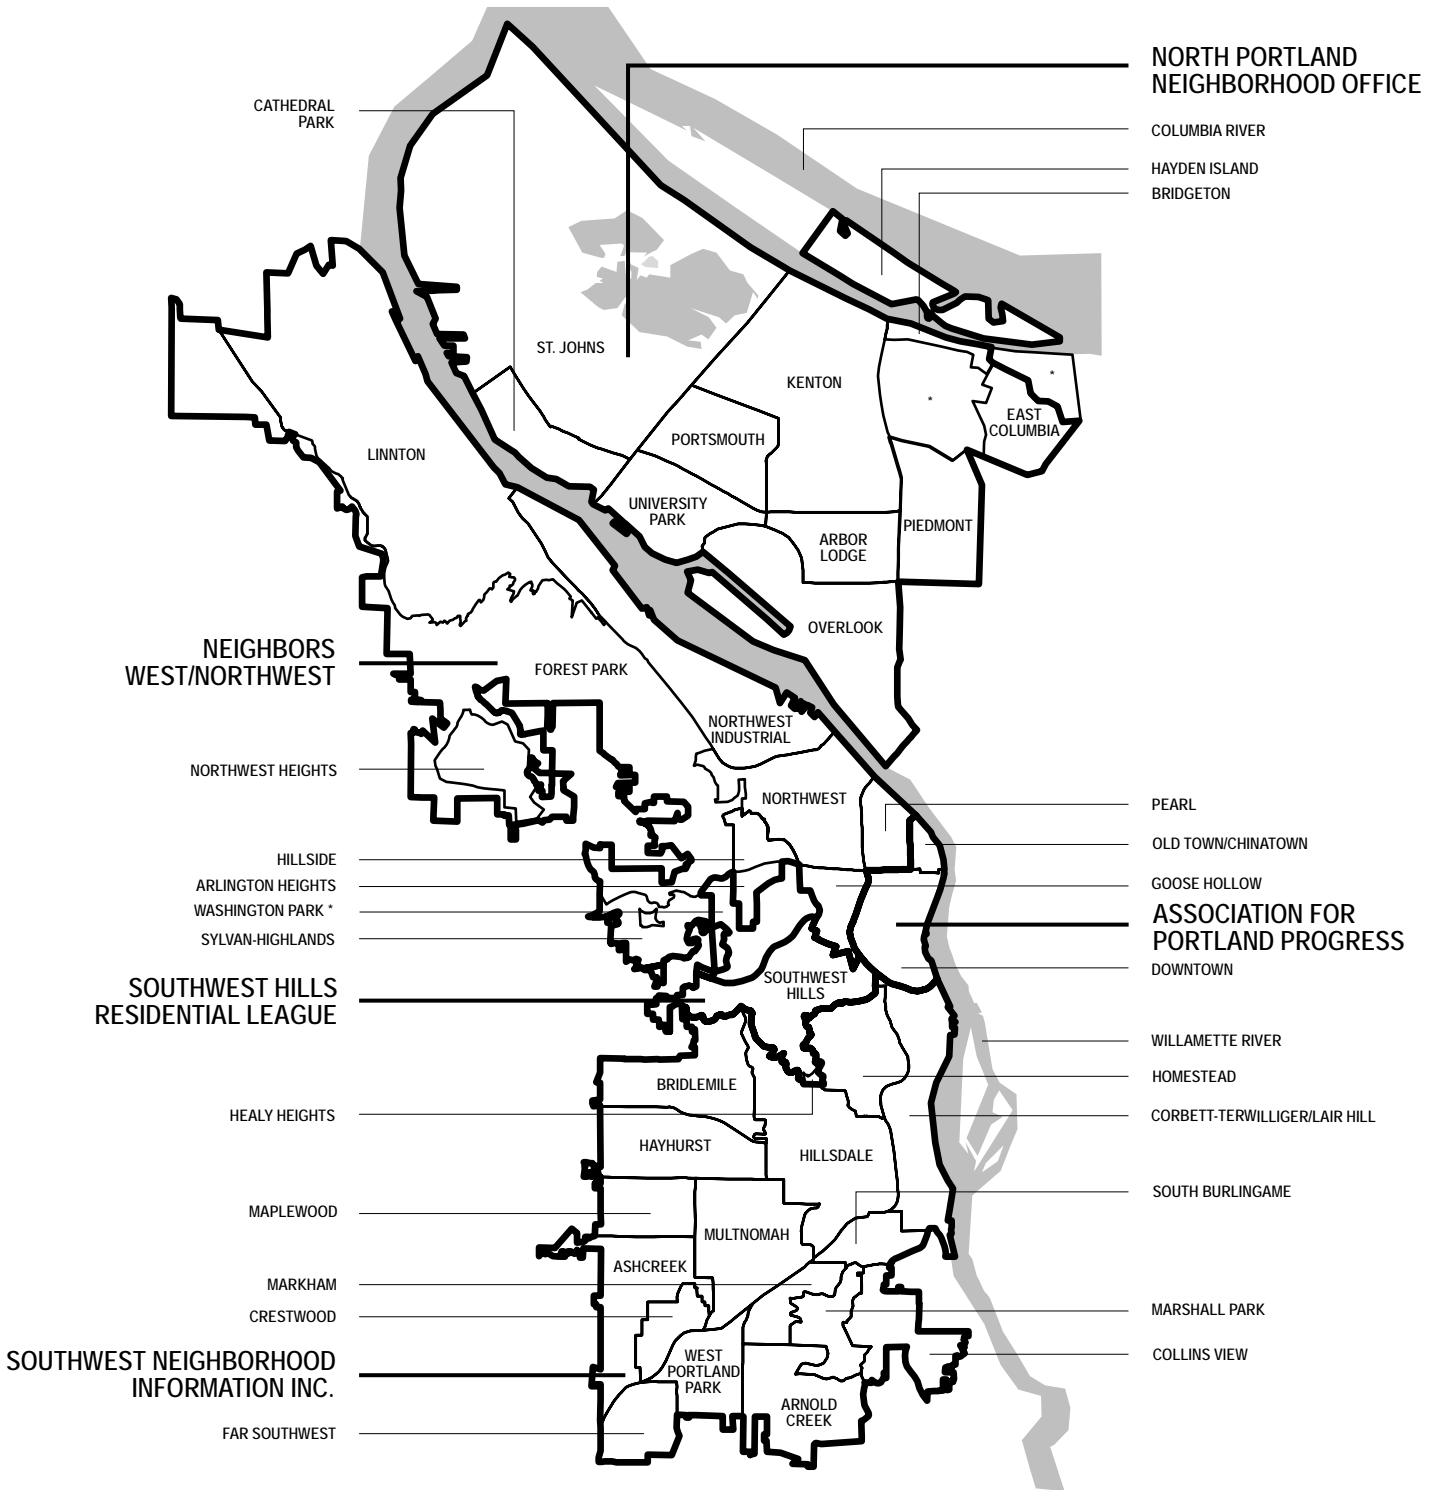 NORTH PORTLAND
NEIGHBORHOOD OFFICE
CATHEDRAL
PARK
COLUMBIA RIVER
HAYDEN ISLAND
BRIDGETON
ST. JOHNS
KENTON
*
*
EAST
COLUMBIA
PORTSMOUTH
LINNTON
UNIVERSITY
PARK
PIEDMONT
ARBOR
LODGE
OVERLOOK
NEIGHBORS
WEST/NORTHWEST
FOREST PARK
NORTHWEST
INDUSTRIAL
NORTHWEST HEIGHTS
NORTHWEST
PEARL
OLD TOWN/CHINATOWN
HILLSIDE
ARLINGTON HEIGHTS
GOOSE HOLLOW
WASHINGTON PARK *
ASSOCIATION FOR
PORTLAND PROGRESS
SYLVAN-HIGHLANDS
DOWNTOWN
SOUTHWEST
HILLS
SOUTHWEST HILLS
RESIDENTIAL LEAGUE
WILLAMETTE RIVER
HOMESTEAD
BRIDLEMILE
HEALY HEIGHTS
CORBETT-TERWILLIGER/LAIR HILL
HAYHURST
HILLSDALE
SOUTH BURLINGAME
MAPLEWOOD
MULTNOMAH
ASHCREEK
MARKHAM
MARSHALL PARK
CRESTWOOD
COLLINS VIEW
SOUTHWEST NEIGHBORHOOD
INFORMATION INC.
WEST
PORTLAND
PARK
ARNOLD
CREEK
FAR SOUTHWEST